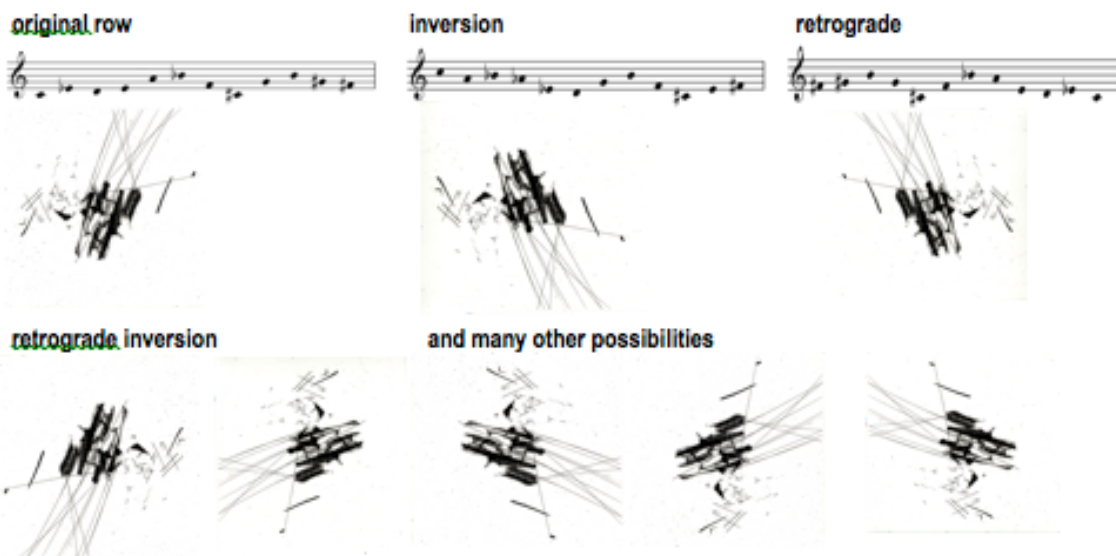 original row
inversion
retrograde
retrograde inversion
and many other possibilities